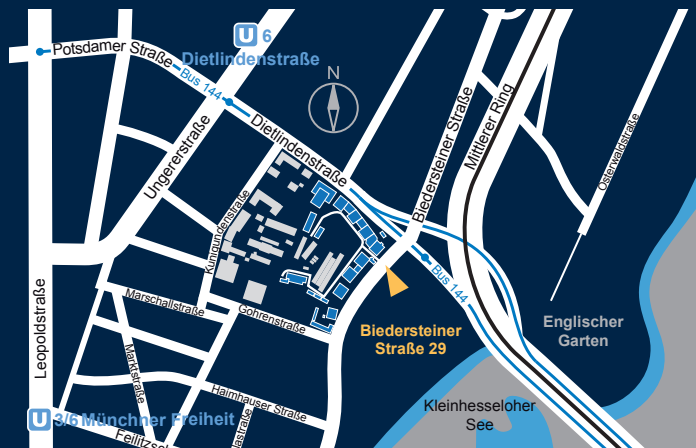 U 6
Dietlindenstraße
Potsdamer Straße
Bus 144
N
Dietlindenstraße
Ungererstraße
Biedersteiner Straße
Mittlerer Ring
Osterwaldstraße
Kunigundenstraße
Bus 144
Leopoldstraße
Marschallstraße
Gohrenstraße
Biedersteiner
Straße 29
Englischer
Garten
Marktstraße
Haimhauser Straße
Kleinhesseloher
See
U 3/6 Münchner Freiheit